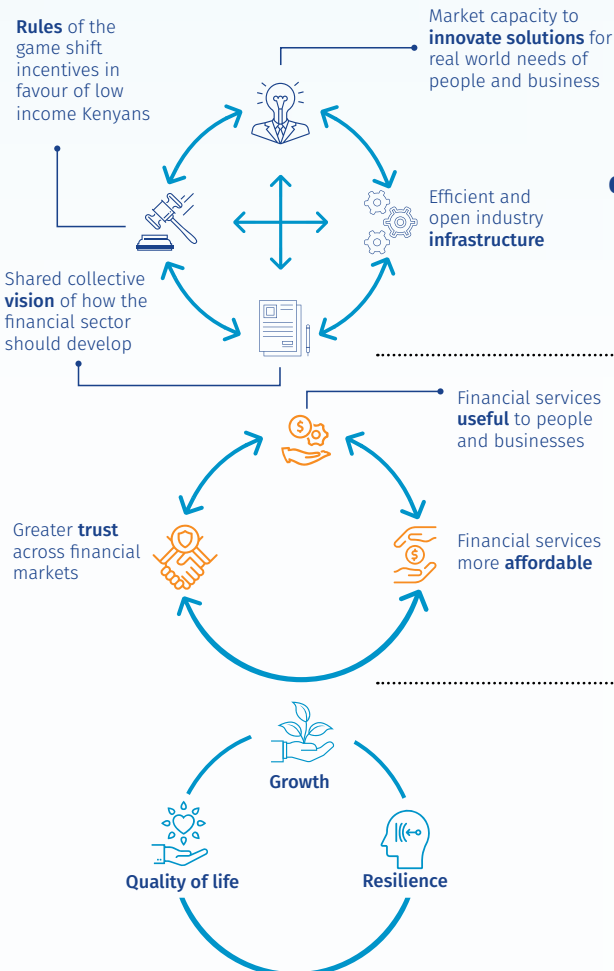 Rules of the
game shift
incentives in
favour of low
income Kenyans
Market capacity to
innovate solutions for
real world needs of
people and business
Efficient and
open industry
infrastructure
Shared collective
vision of how the
financial sector
should develop
Financial services
useful to people
and businesses
Greater trust
across financial
markets
Financial services
more affordable
Growth
Quality of life
Resilience